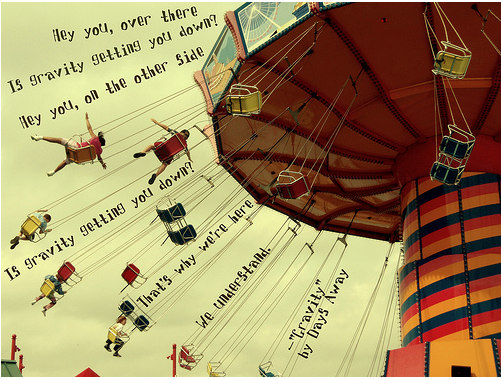 Hey you, over there
Is gravity getting you down?
Hey you, on the other side
Is gravity getting you down?
That's why we're here
We understand.
-"Gravity"
by Days Away